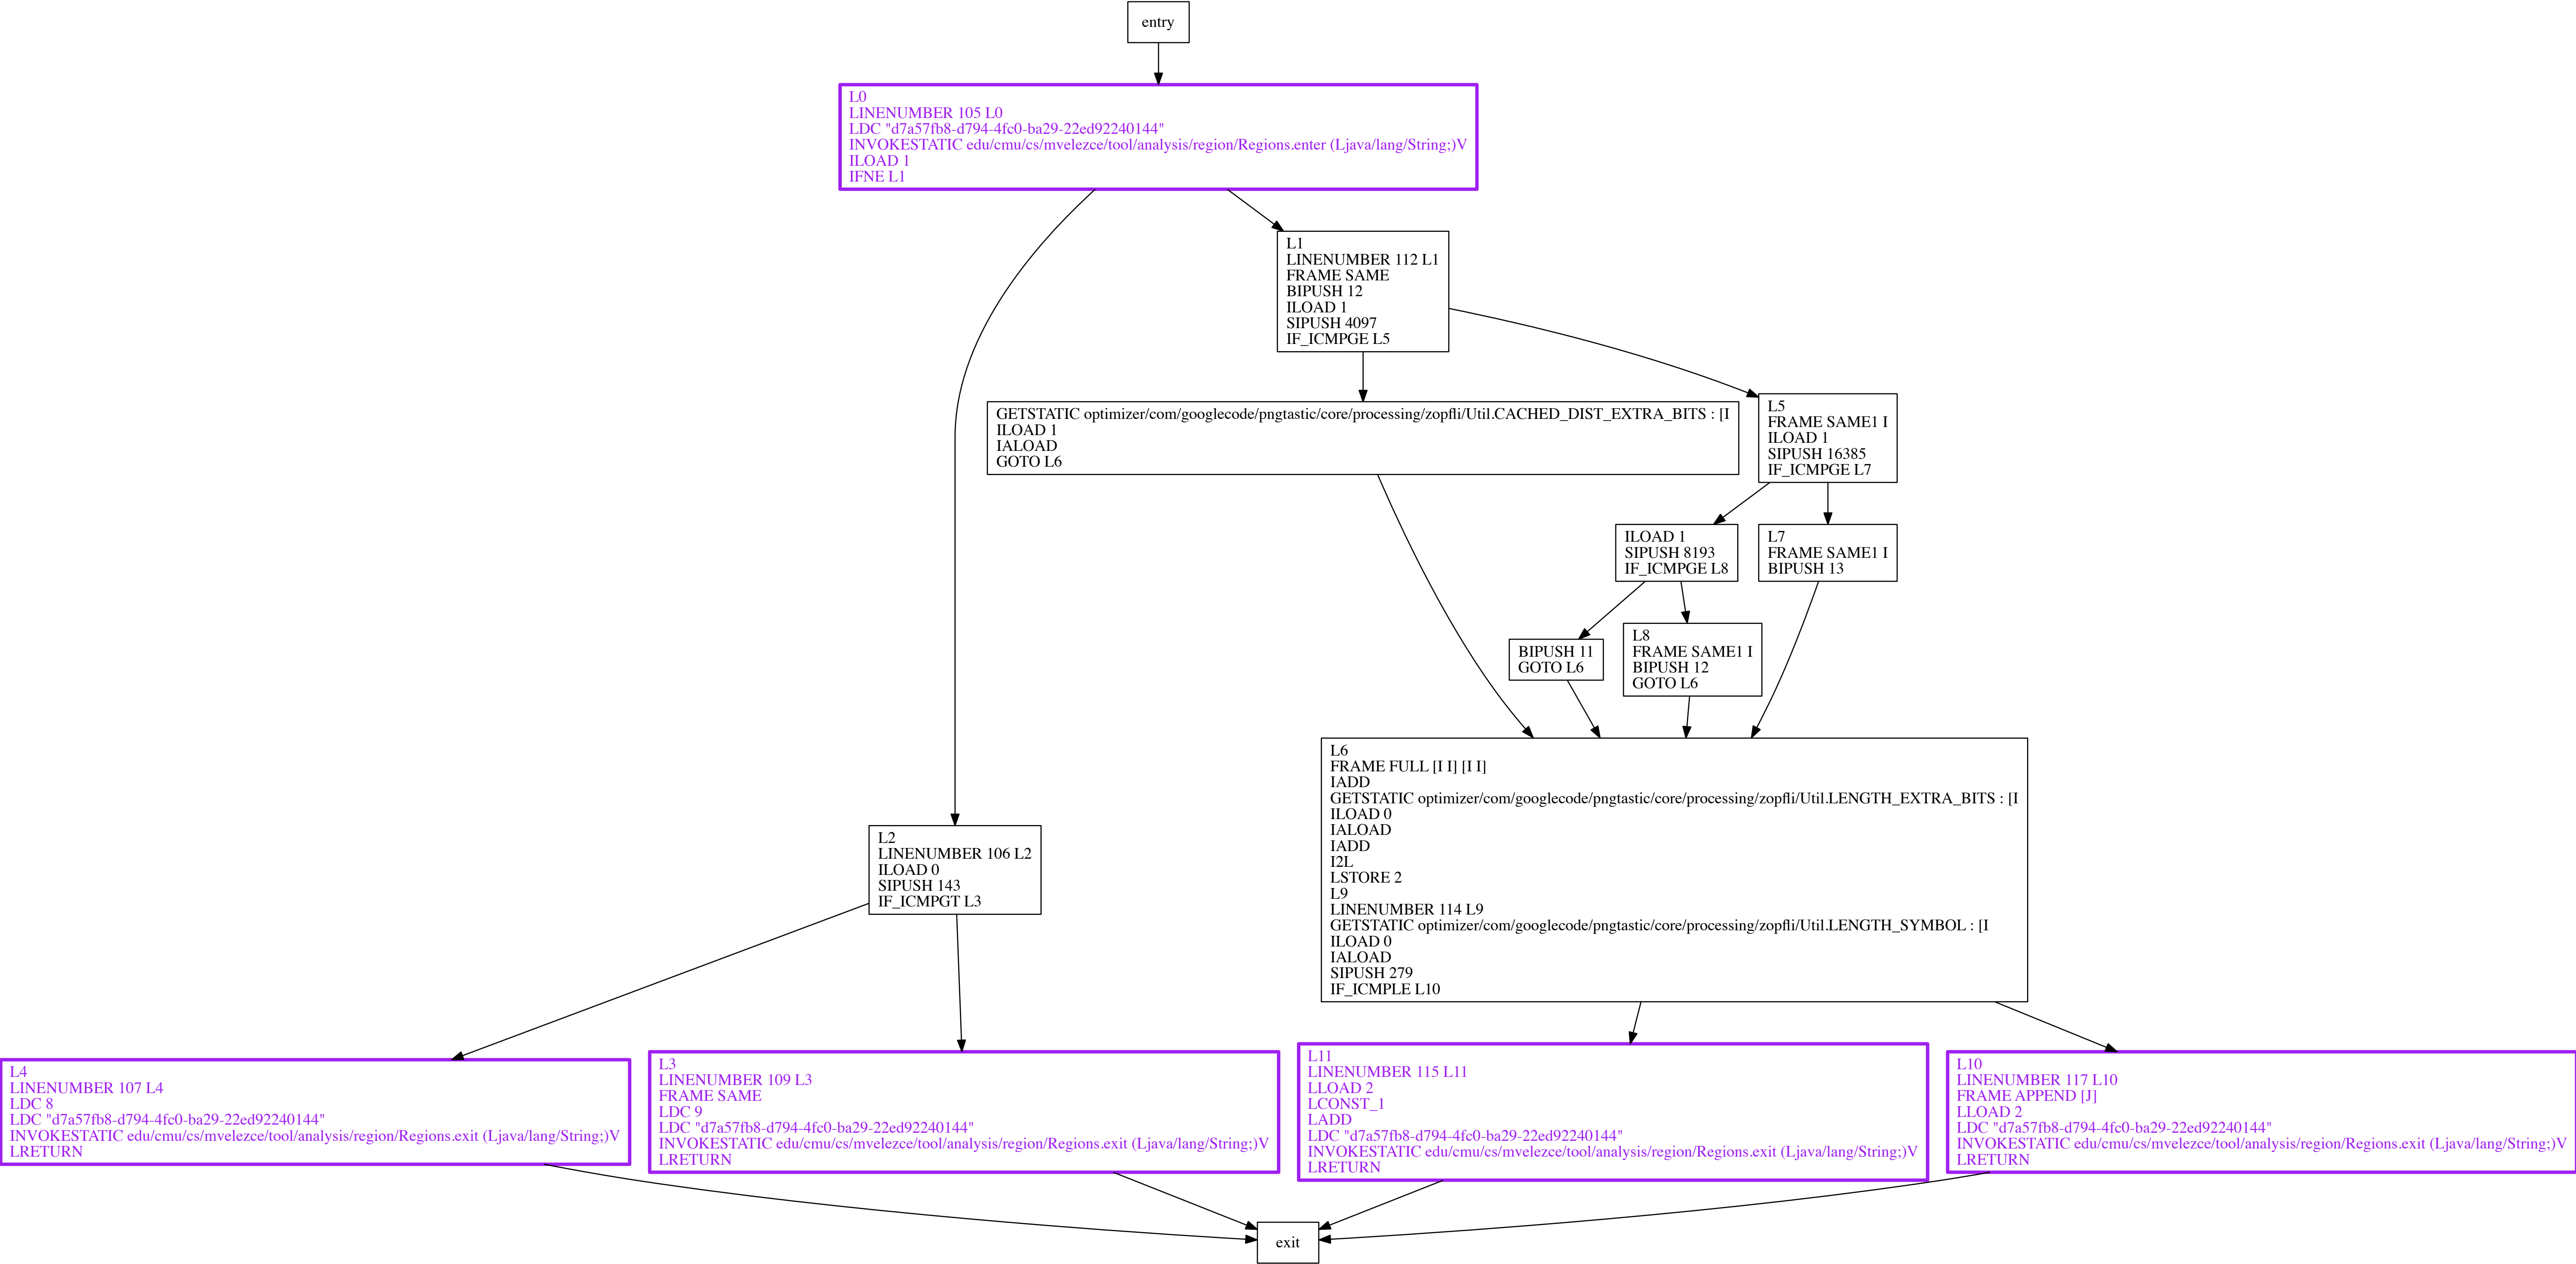 entry
L0
LINENUMBER 105 L0
LDC "d7a57fb8-d794-4fc0-ba29-22ed92240144"
INVOKESTATIC edu/cmu/cs/mvelezce/tool/analysis/region/Regions.enter (Ljava/lang/String;)V
ILOAD 1
IFNE L1
L1
LINENUMBER 112 L1
FRAME SAME
BIPUSH 12
ILOAD 1
SIPUSH 4097
IF_ICMPGE L5
GETSTATIC optimizer/com/googlecode/pngtastic/core/processing/zopfli/Util.CACHED_DIST_EXTRA_BITS : [I
ILOAD 1
IALOAD
GOTO L6
L5
FRAME SAME1 I
ILOAD 1
SIPUSH 16385
IF_ICMPGE L7
ILOAD 1
SIPUSH 8193
IF_ICMPGE L8
L7
FRAME SAME1 I
BIPUSH 13
BIPUSH 11
GOTO L6
L8
FRAME SAME1 I
BIPUSH 12
GOTO L6
L6
FRAME FULL [I I] [I I]
IADD
GETSTATIC optimizer/com/googlecode/pngtastic/core/processing/zopfli/Util.LENGTH_EXTRA_BITS : [I
ILOAD 0
IALOAD
IADD
I2L
LSTORE 2
L9
LINENUMBER 114 L9
GETSTATIC optimizer/com/googlecode/pngtastic/core/processing/zopfli/Util.LENGTH_SYMBOL : [I
ILOAD 0
IALOAD
SIPUSH 279
IF_ICMPLE L10
L2
LINENUMBER 106 L2
ILOAD 0
SIPUSH 143
IF_ICMPGT L3
L4
LINENUMBER 107 L4
LDC 8
LDC "d7a57fb8-d794-4fc0-ba29-22ed92240144"
INVOKESTATIC edu/cmu/cs/mvelezce/tool/analysis/region/Regions.exit (Ljava/lang/String;)V
LRETURN
L3
LINENUMBER 109 L3
FRAME SAME
LDC 9
LDC "d7a57fb8-d794-4fc0-ba29-22ed92240144"
INVOKESTATIC edu/cmu/cs/mvelezce/tool/analysis/region/Regions.exit (Ljava/lang/String;)V
LRETURN
L11
LINENUMBER 115 L11
LLOAD 2
LCONST_1
LADD
LDC "d7a57fb8-d794-4fc0-ba29-22ed92240144"
INVOKESTATIC edu/cmu/cs/mvelezce/tool/analysis/region/Regions.exit (Ljava/lang/String;)V
LRETURN
L10
LINENUMBER 117 L10
FRAME APPEND [J]
LLOAD 2
LDC "d7a57fb8-d794-4fc0-ba29-22ed92240144"
INVOKESTATIC edu/cmu/cs/mvelezce/tool/analysis/region/Regions.exit (Ljava/lang/String;)V
LRETURN
exit